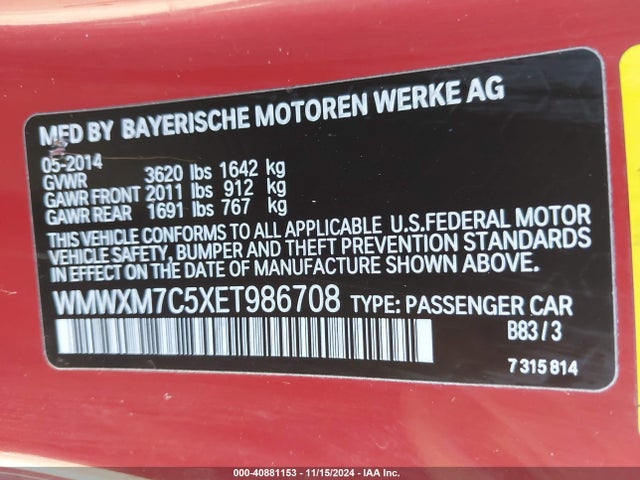 MFD BY BAYERISCHE MOTOREN WERKE AG
05-2014
GVWR 3620 lbs 1642 kg
GAWR FRONT 2011 lbs 912 kg
GAWR REAR 1691 lbs 767 kg
THIS VEHICLE CONFORMS TO ALL APPLICABLE U.S.FEDERAL MOTOR
VEHICLE SAFETY, BUMPER AND THEFT PREVENTION STANDARDS
IN EFFECT ON THE DATE OF MANUFACTURE SHOWN ABOVE.
WMWXM7C5XET986708 TYPE: PASSENGER CAR
B83/3
7 315 814
000-40881153 - 11/15/2024 - IAA Inc.